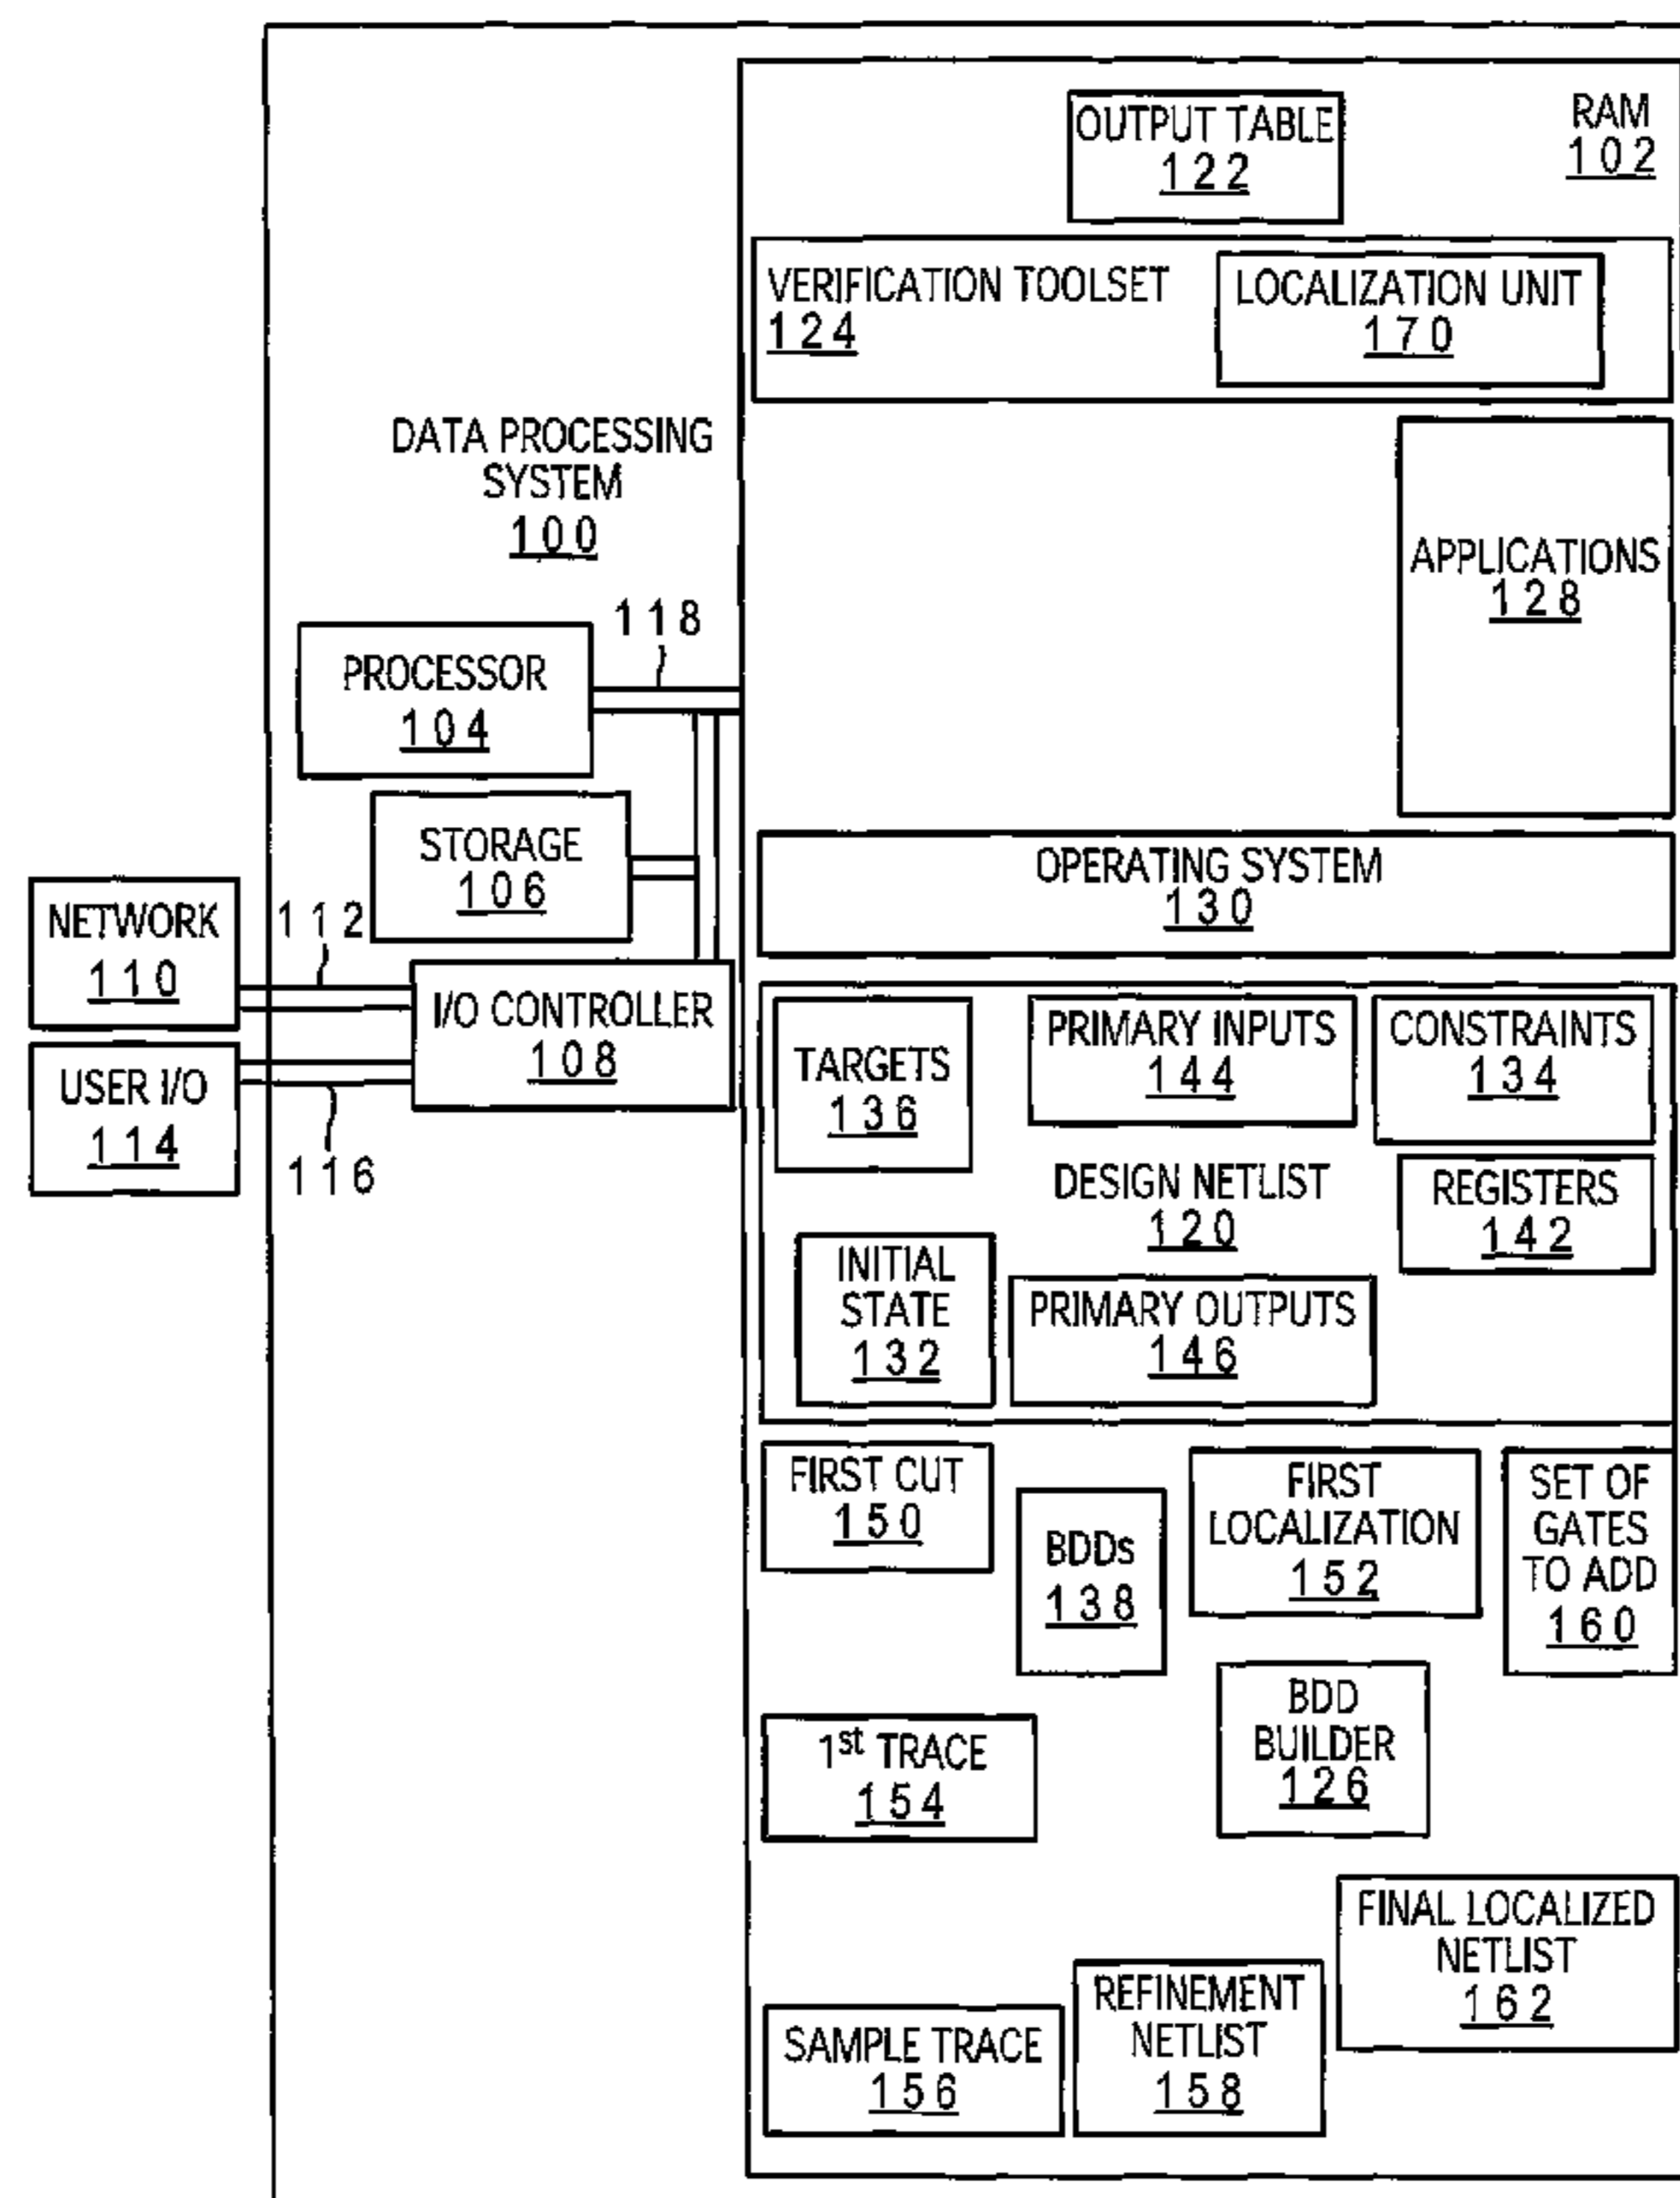 OUTPUT TABLE
122
RAM
102
VERIFICATION TOOLSET
124
LOCALIZATION UNIT
170
DATA PROCESSING
SYSTEM
100
APPLICATIONS
128
118
PROCESSOR
104
STORAGE
106
OPERATING SYSTEM
130
NETWORK
110
112
I/O CONTROLLER
108
USER I/O
114
116
TARGETS
136
PRIMARY INPUTS
144
CONSTRAINTS
134
DESIGN NETLIST
120
REGISTERS
142
INITIAL
STATE
132
PRIMARY OUTPUTS
146
FIRST CUT
150
BDDs
138
FIRST
LOCALIZATION
152
SET OF
GATES
TO ADD
160
1st TRACE
154
BDD
BUILDER
126
FINAL LOCALIZED
NETLIST
162
SAMPLE TRACE
156
REFINEMENT
NETLIST
158